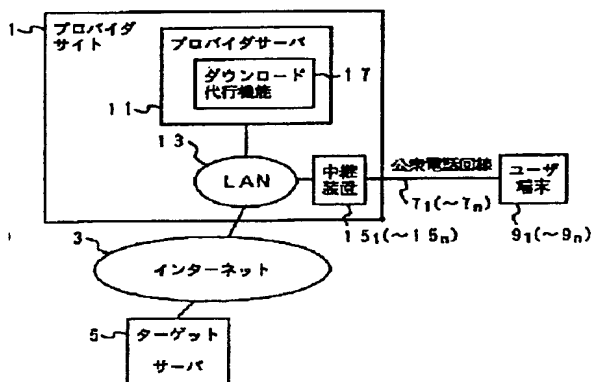 1
プロバイダ
サイト
プロバイダサーバ
ダウンロード
代行機能
17
11
13
LAN
中継
装置
公衆電話回線
ユーザ
端末
7₁(~7ₙ)
15₁(~15ₙ)
9₁(~9ₙ)
3
インターネット
5
ターゲット
サーバ